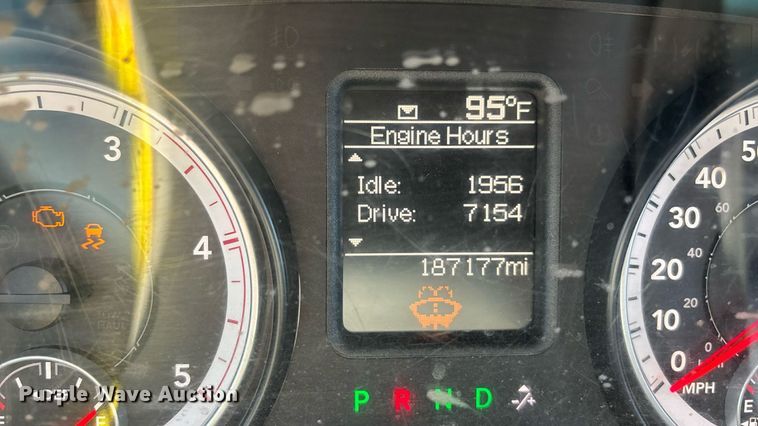 95°F
Engine Hours
Idle: 1956
Drive: 7154
187177mi
3
4
5
50
40
30
20
10
0
MPH
60
40
20
0
P R N D
E
E
Purple Wave Auction